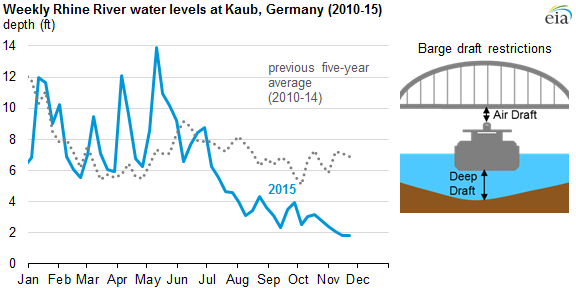 Weekly Rhine River water levels at Kaub, Germany (2010-15)
depth (ft)
eia
14
12
10
8
6
4
2
0
Jan Feb Mar Apr May Jun Jul Aug Sep Oct Nov Dec
previous five-year
average
(2010-14)
2015
Barge draft restrictions
Air Draft
Deep
Draft